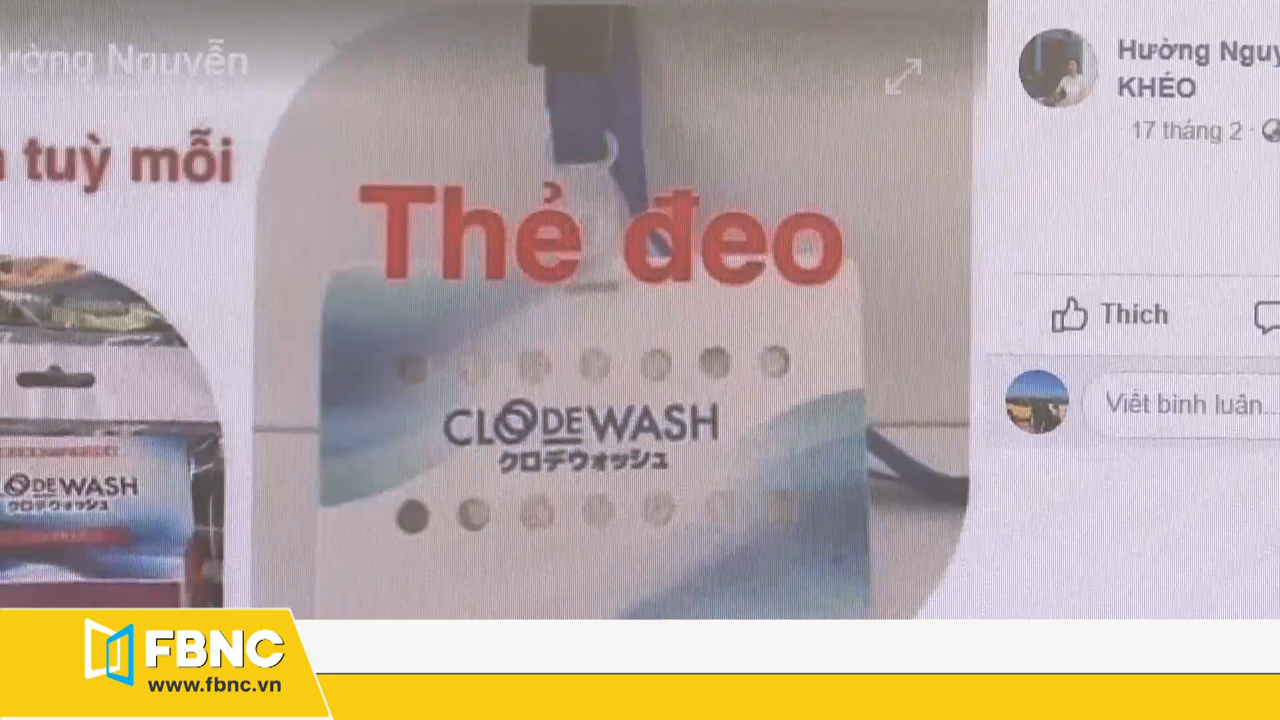 Nguyễn
tuỳ mỗi
Thẻ đeo
CLODEWASH
クロデウォッシュ
DEWASH
クロデウォッシュ
Hường
KHÉO
17 tháng 2 ·
Thích
Viết bình luận...
FBNC
www.fbnc.vn